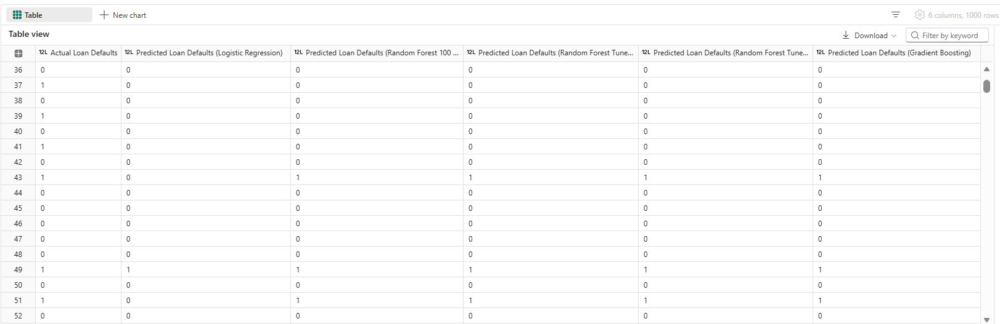 Table New chart 6 columns, 1000 rows
Table view Download Filter by keyword
12L Actual Loan Defaults 12L Predicted Loan Defaults (Logistic Regression) 12L Predicted Loan Defaults (Random Forest 100 ... 12L Predicted Loan Defaults (Random Forest Tune... 12L Predicted Loan Defaults (Random Forest Tune... 12L Predicted Loan Defaults (Gradient Boosting)
36 0 0 0 0 0 0
37 1 0 0 0 0 0
38 0 0 0 0 0 0
39 1 0 0 0 0 0
40 0 0 0 0 0 0
41 1 0 0 0 0 0
42 0 0 0 0 0 0
43 1 0 1 1 1 1
44 0 0 0 0 0 0
45 0 0 0 0 0 0
46 0 0 0 0 0 0
47 0 0 0 0 0 0
48 0 0 0 0 0 0
49 1 1 1 1 1 1
50 0 0 0 0 0 0
51 1 0 1 1 1 1
52 0 0 0 0 0 0